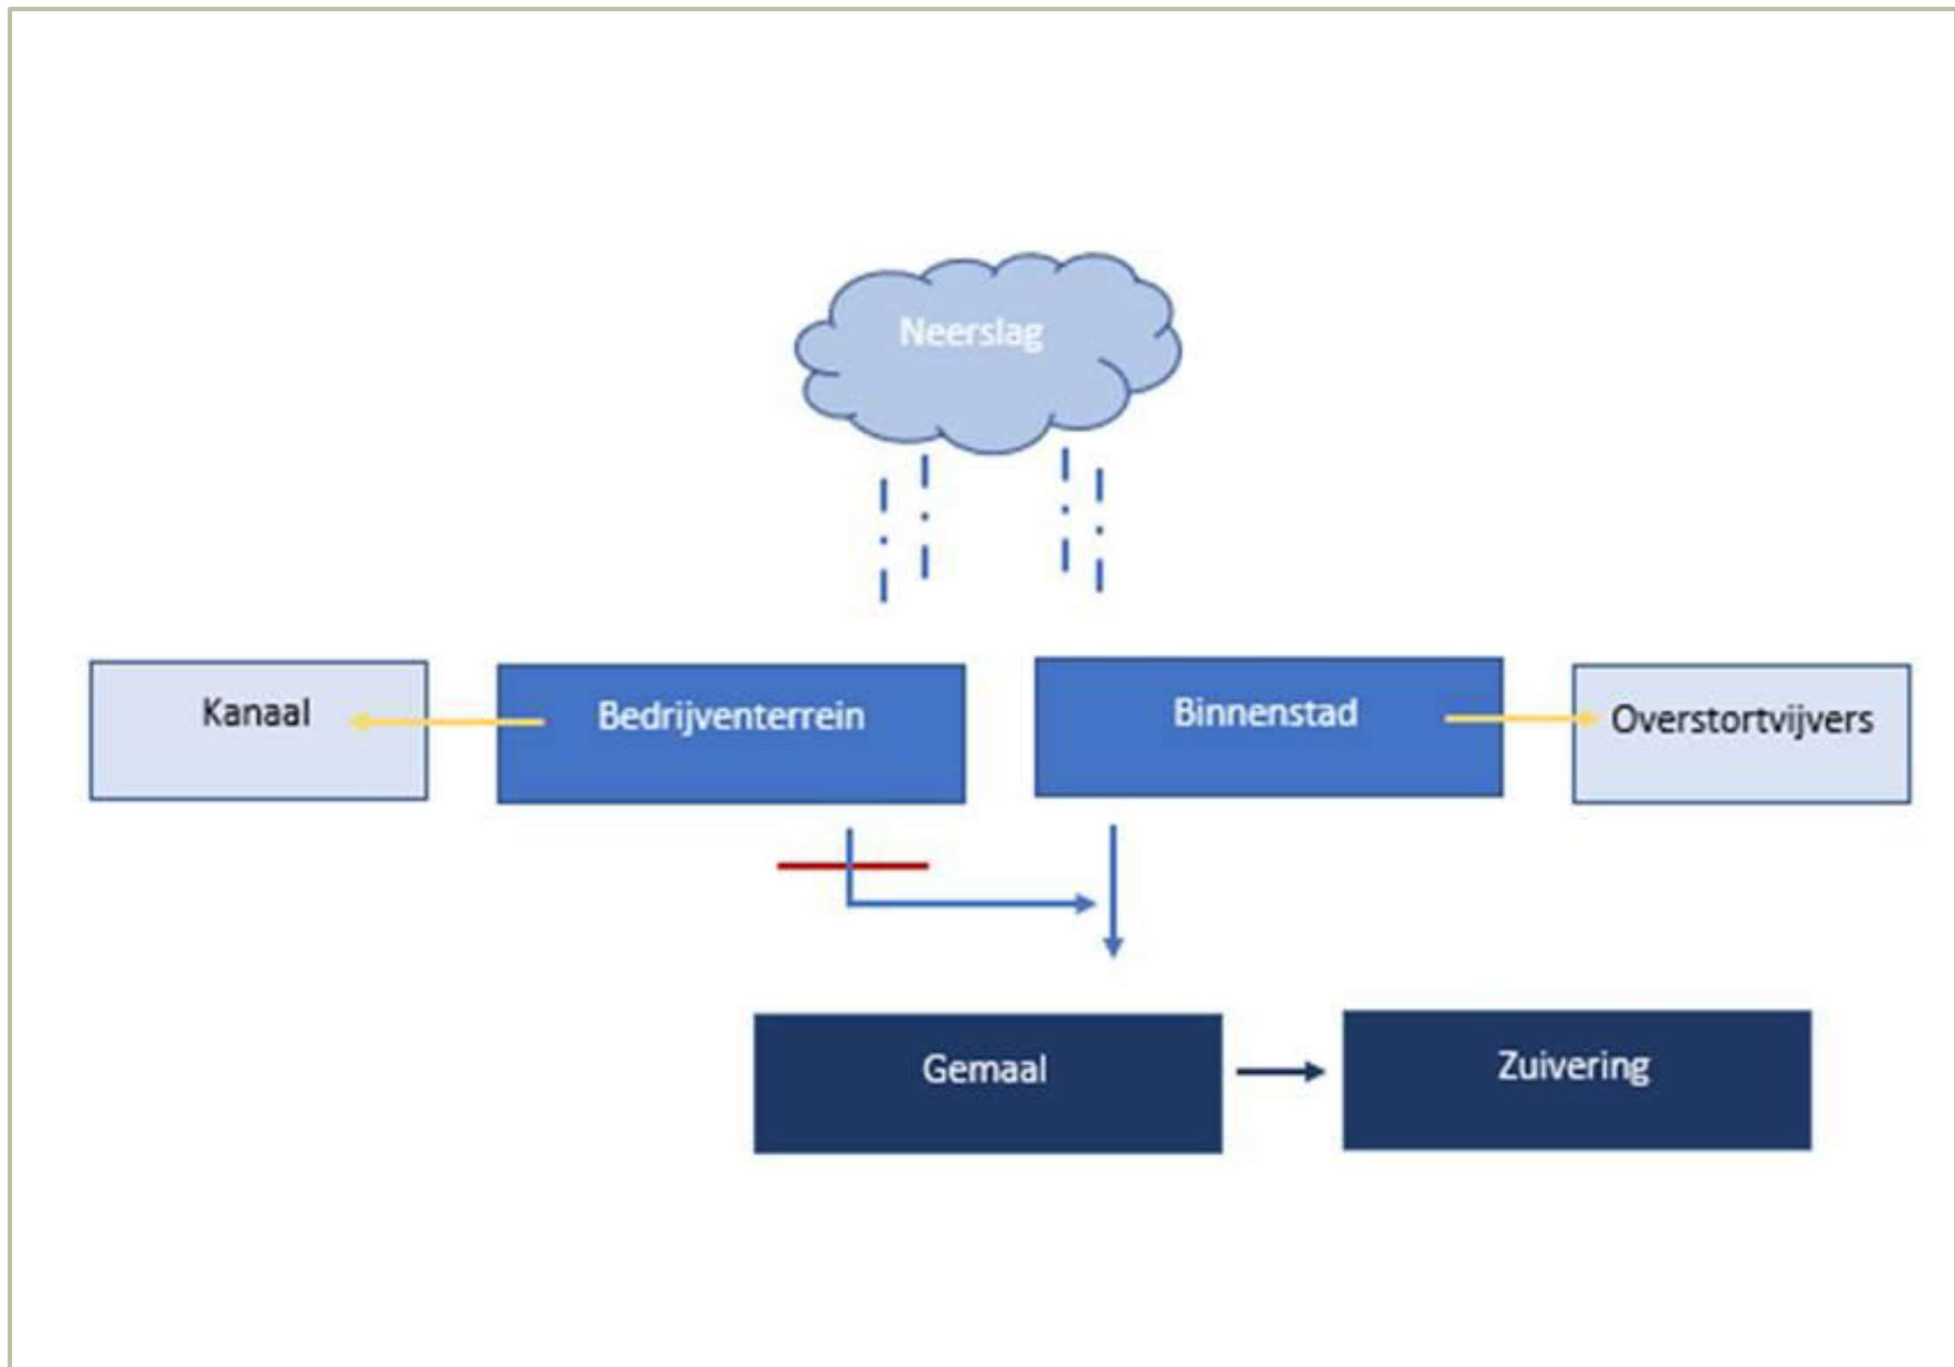 Neerslag
Kanaal
Bedrijventerrein
Binnenstad
Overstortvijvers
Gemaal
Zuivering